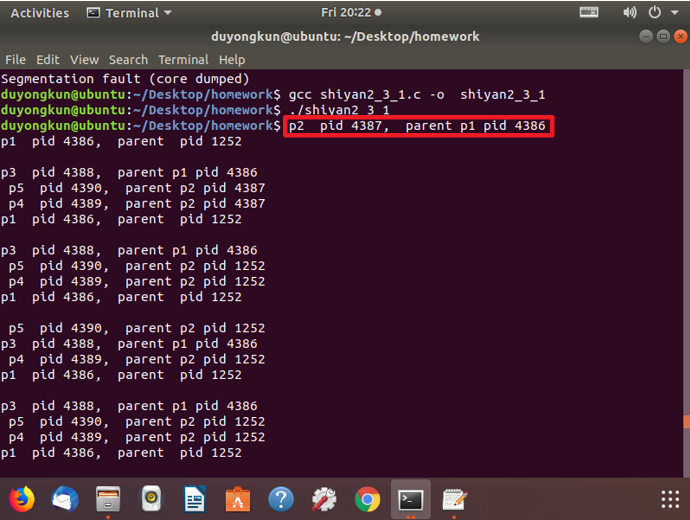 Activities Terminal Fri 20:22
duyongkun@ubuntu: ~/Desktop/homework
File Edit View Search Terminal Help
Segmentation fault (core dumped)
duyongkun@ubuntu:~/Desktop/homework$ gcc shiyan2_3_1.c -o  shiyan2_3_1
duyongkun@ubuntu:~/Desktop/homework$ ./shiyan2_3_1
duyongkun@ubuntu:~/Desktop/homework$ p2  pid 4387,  parent p1 pid 4386
p1  pid 4386,  parent  pid 1252
p3  pid 4388,  parent p1 pid 4386
 p5  pid 4390,  parent p2 pid 4387
 p4  pid 4389,  parent p2 pid 4387
p1  pid 4386,  parent  pid 1252
p3  pid 4388,  parent p1 pid 4386
 p5  pid 4390,  parent p2 pid 1252
 p4  pid 4389,  parent p2 pid 1252
p1  pid 4386,  parent  pid 1252
 p5  pid 4390,  parent p2 pid 1252
p3  pid 4388,  parent p1 pid 4386
 p4  pid 4389,  parent p2 pid 1252
p1  pid 4386,  parent  pid 1252
p3  pid 4388,  parent p1 pid 4386
 p5  pid 4390,  parent p2 pid 1252
 p4  pid 4389,  parent p2 pid 1252
p1  pid 4386,  parent  pid 1252